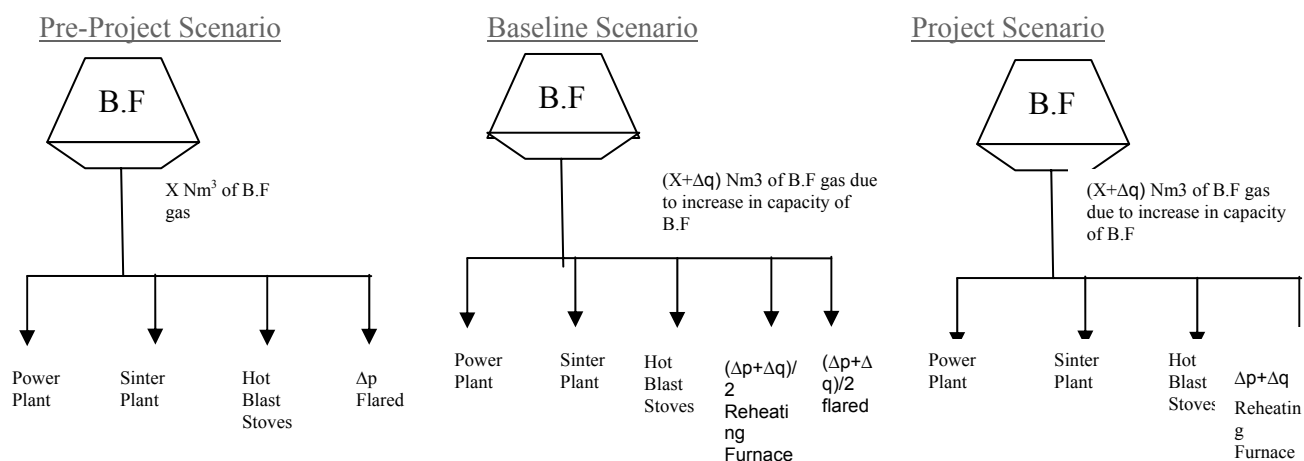 Pre-Project Scenario
B.F
X Nm³ of B.F
gas
Power
Plant
Sinter
Plant
Hot
Blast
Stoves
Δp
Flared
Baseline Scenario
B.F
(X+Δq) Nm3 of B.F gas due
to increase in capacity of
B.F
Power
Plant
Sinter
Plant
Hot
Blast
Stoves
(Δp+Δq)/
2
Reheati
ng
Furnace
(Δp+Δ
q)/2
flared
Project Scenario
B.F
(X+Δq) Nm3 of B.F gas
due to increase in capacity
of B.F
Power
Plant
Sinter
Plant
Hot
Blast
Stoves
Δp+Δq
Reheatin
g
Furnace